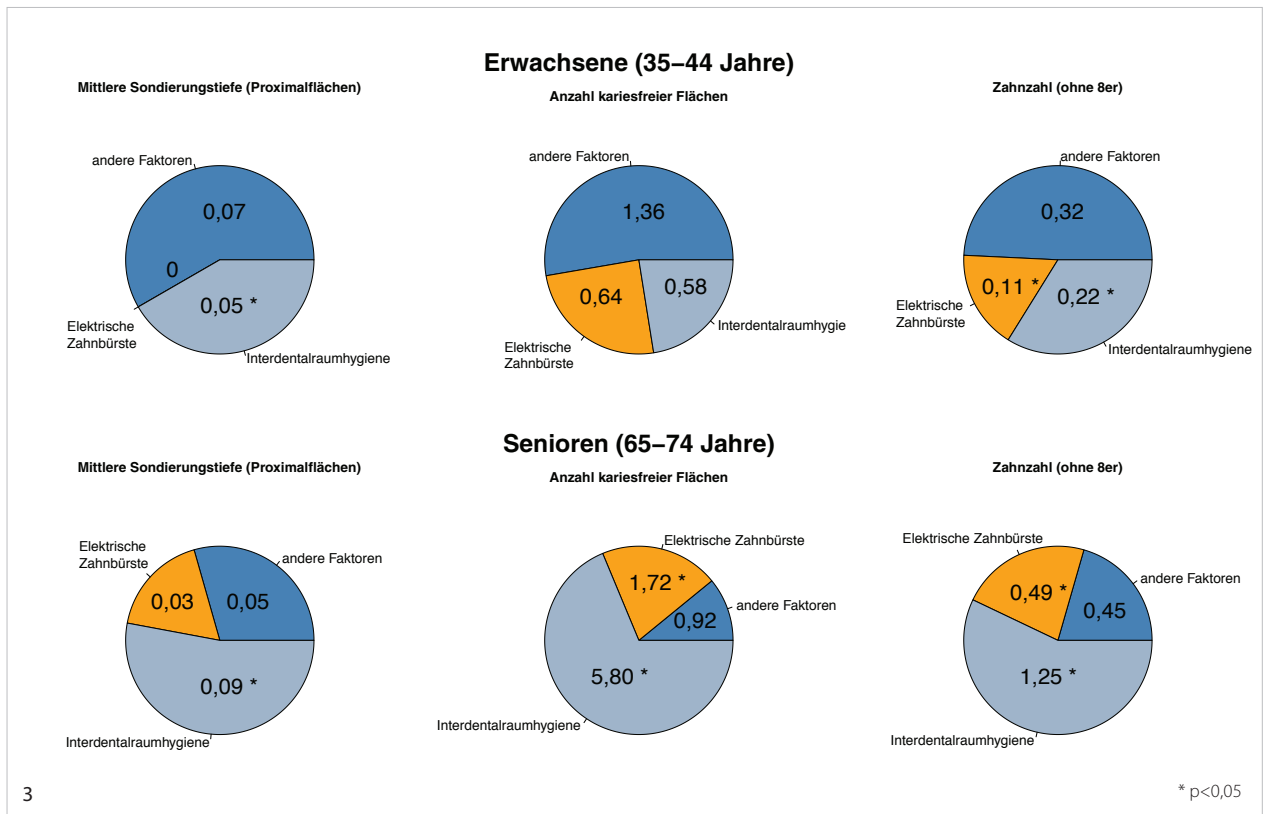 Erwachsene (35–44 Jahre)
Mittlere Sondierungstiefe (Proximalflächen)
andere Faktoren
0,07
0
0,05 *
Elektrische
Zahnbürste
Interdentalraumhygiene
Anzahl kariesfreier Flächen
andere Faktoren
1,36
0,64
0,58
Interdentalraumhygie
Elektrische
Zahnbürste
Zahnzahl (ohne 8er)
andere Faktoren
0,32
0,11 *
0,22 *
Elektrische
Zahnbürste
Interdentalraumhygiene
Senioren (65–74 Jahre)
Mittlere Sondierungstiefe (Proximalflächen)
Elektrische
Zahnbürste
andere Faktoren
0,03
0,05
0,09 *
Interdentalraumhygiene
Anzahl kariesfreier Flächen
Elektrische Zahnbürste
1,72 *
andere Faktoren
0,92
5,80 *
Interdentalraumhygiene
Zahnzahl (ohne 8er)
Elektrische Zahnbürste
andere Faktoren
0,49 *
0,45
1,25 *
Interdentalraumhygiene
3
* p<0,05